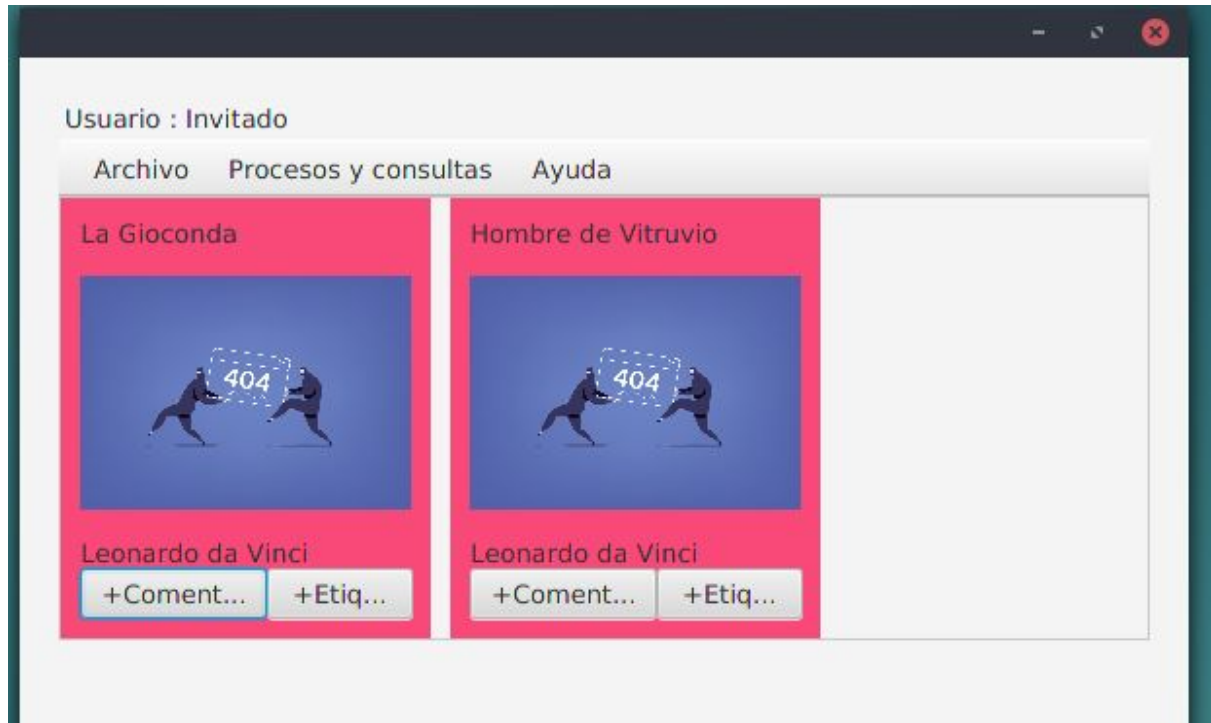 Usuario : Invitado
Archivo Procesos y consultas Ayuda
La Gioconda
404
Leonardo da Vinci
+Coment... +Etiq...
Hombre de Vitruvio
404
Leonardo da Vinci
+Coment... +Etiq...